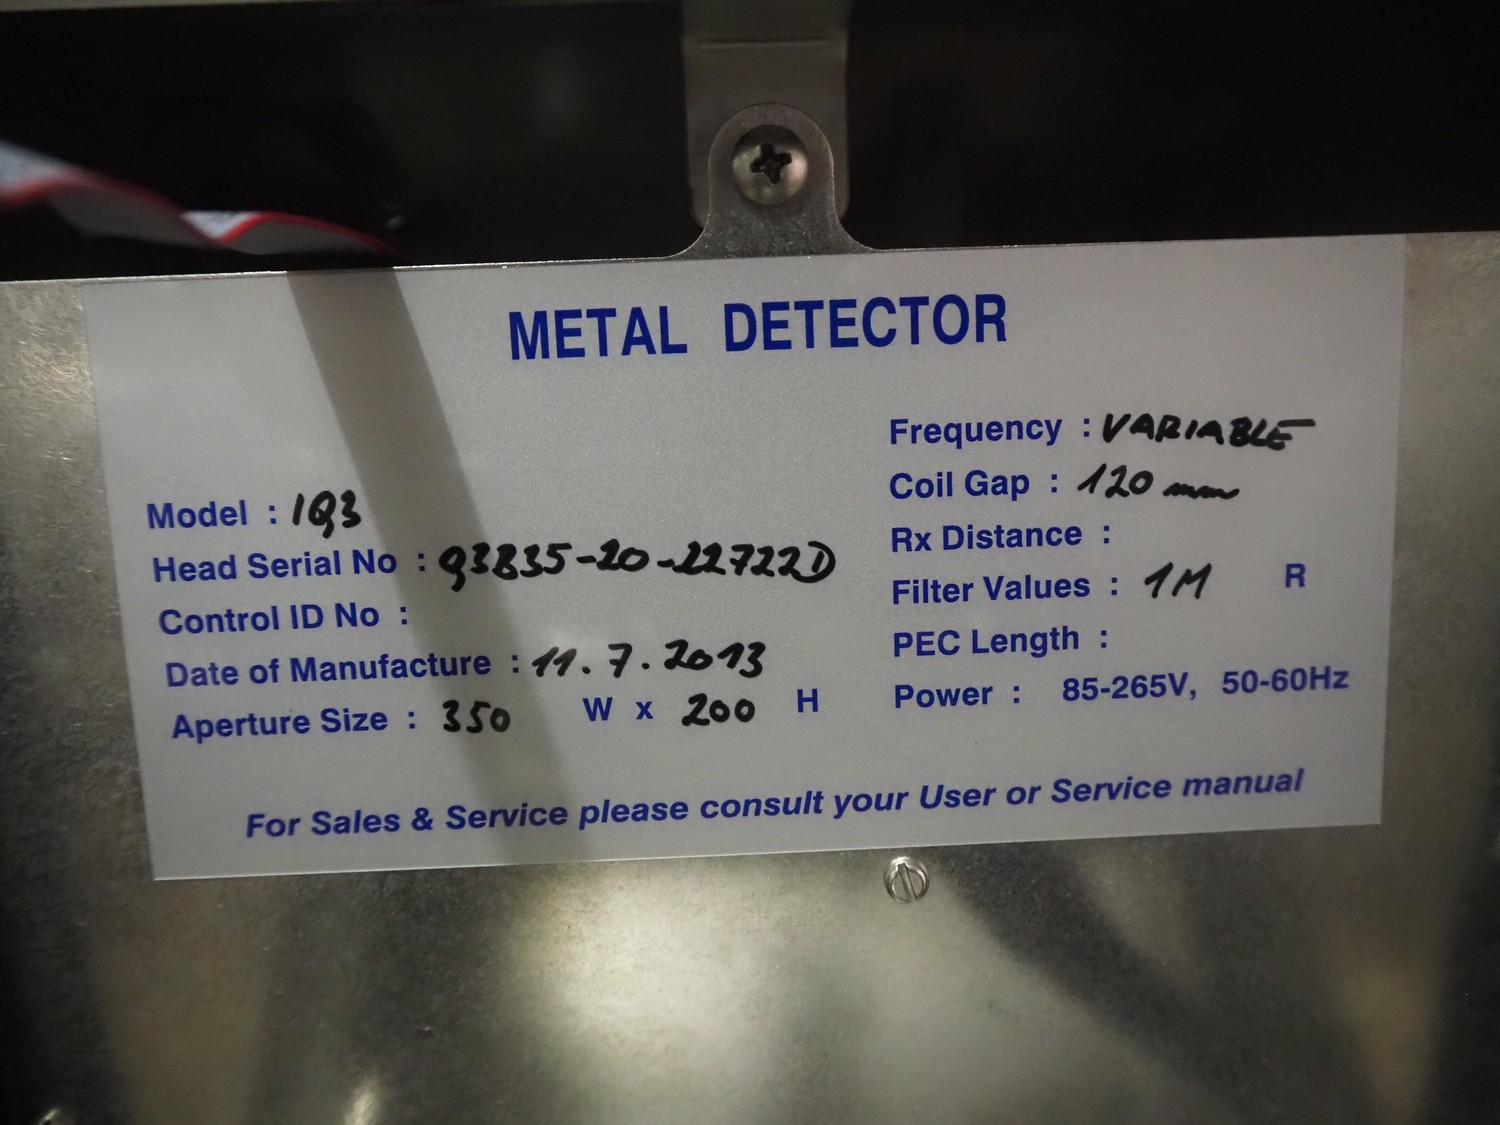 METAL DETECTOR
Model : IQ3
Head Serial No : Q3B35-20-22722D
Control ID No :
Date of Manufacture : 11.7.2013
Aperture Size : 350 W x 200 H
Frequency : VARIABLE
Coil Gap : 120 mm
Rx Distance :
Filter Values : 1M R
PEC Length :
Power : 85-265V, 50-60Hz
For Sales & Service please consult your User or Service manual